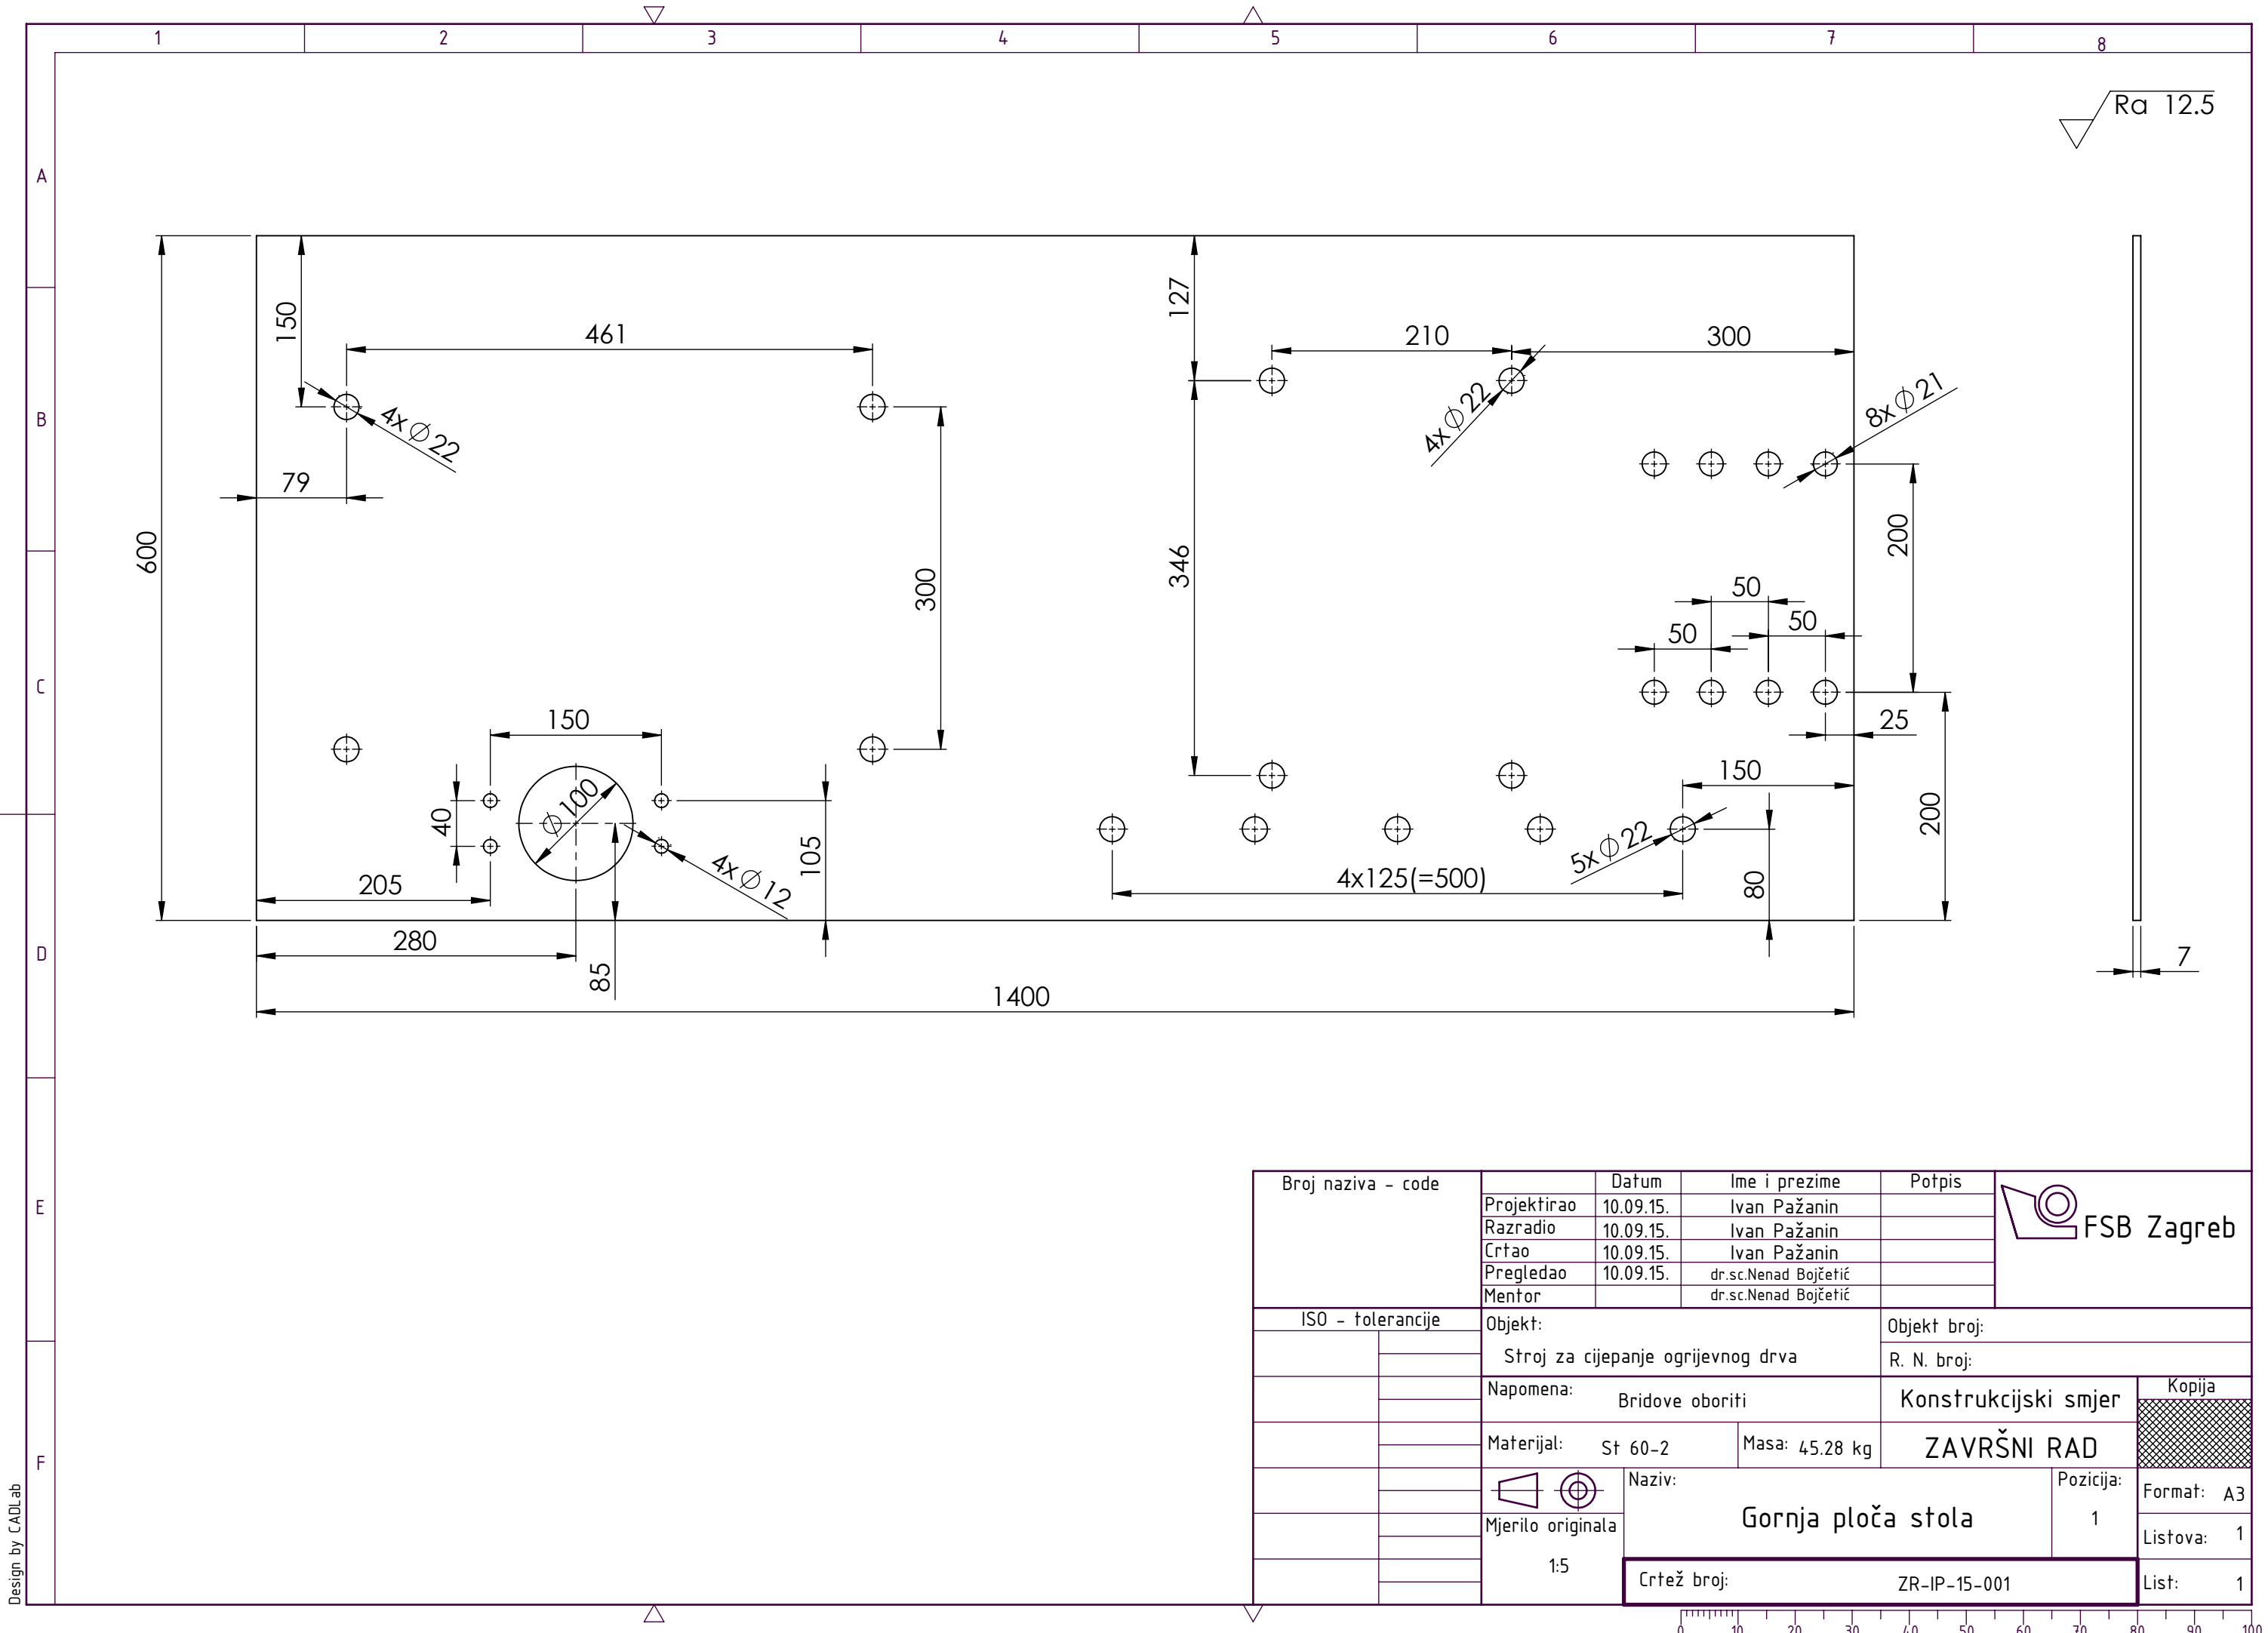 1 2 3 4 5 6 7 8
Ra 12.5
A
B
C
D
E
F
600
150
461
4x∅22
79
300
127
210
300
4x∅22
8x∅21
346
200
50
50
50
25
150
200
150
40
∅100
4x∅12
105
205
280
85
4x125(=500)
5x∅22
80
1400
7
Broj naziva - code
Datum Ime i prezime Potpis
Projektirao 10.09.15. Ivan Pažanin
Razradio 10.09.15. Ivan Pažanin
Crtao 10.09.15. Ivan Pažanin
Pregledao 10.09.15. dr.sc.Nenad Bojčetić
Mentor dr.sc.Nenad Bojčetić
FSB Zagreb
ISO - tolerancije
Objekt:
Stroj za cijepanje ogrijevnog drva
Objekt broj:
R. N. broj:
Napomena: Bridove oboriti
Konstrukcijski smjer
Kopija
Materijal: St 60-2
Masa: 45.28 kg
ZAVRŠNI RAD
Naziv:
Gornja ploča stola
Pozicija:
1
Format: A3
Mjerilo originala
1:5
Listova: 1
Crtež broj: ZR-IP-15-001
List: 1
Design by CADLab
0 10 20 30 40 50 60 70 80 90 100